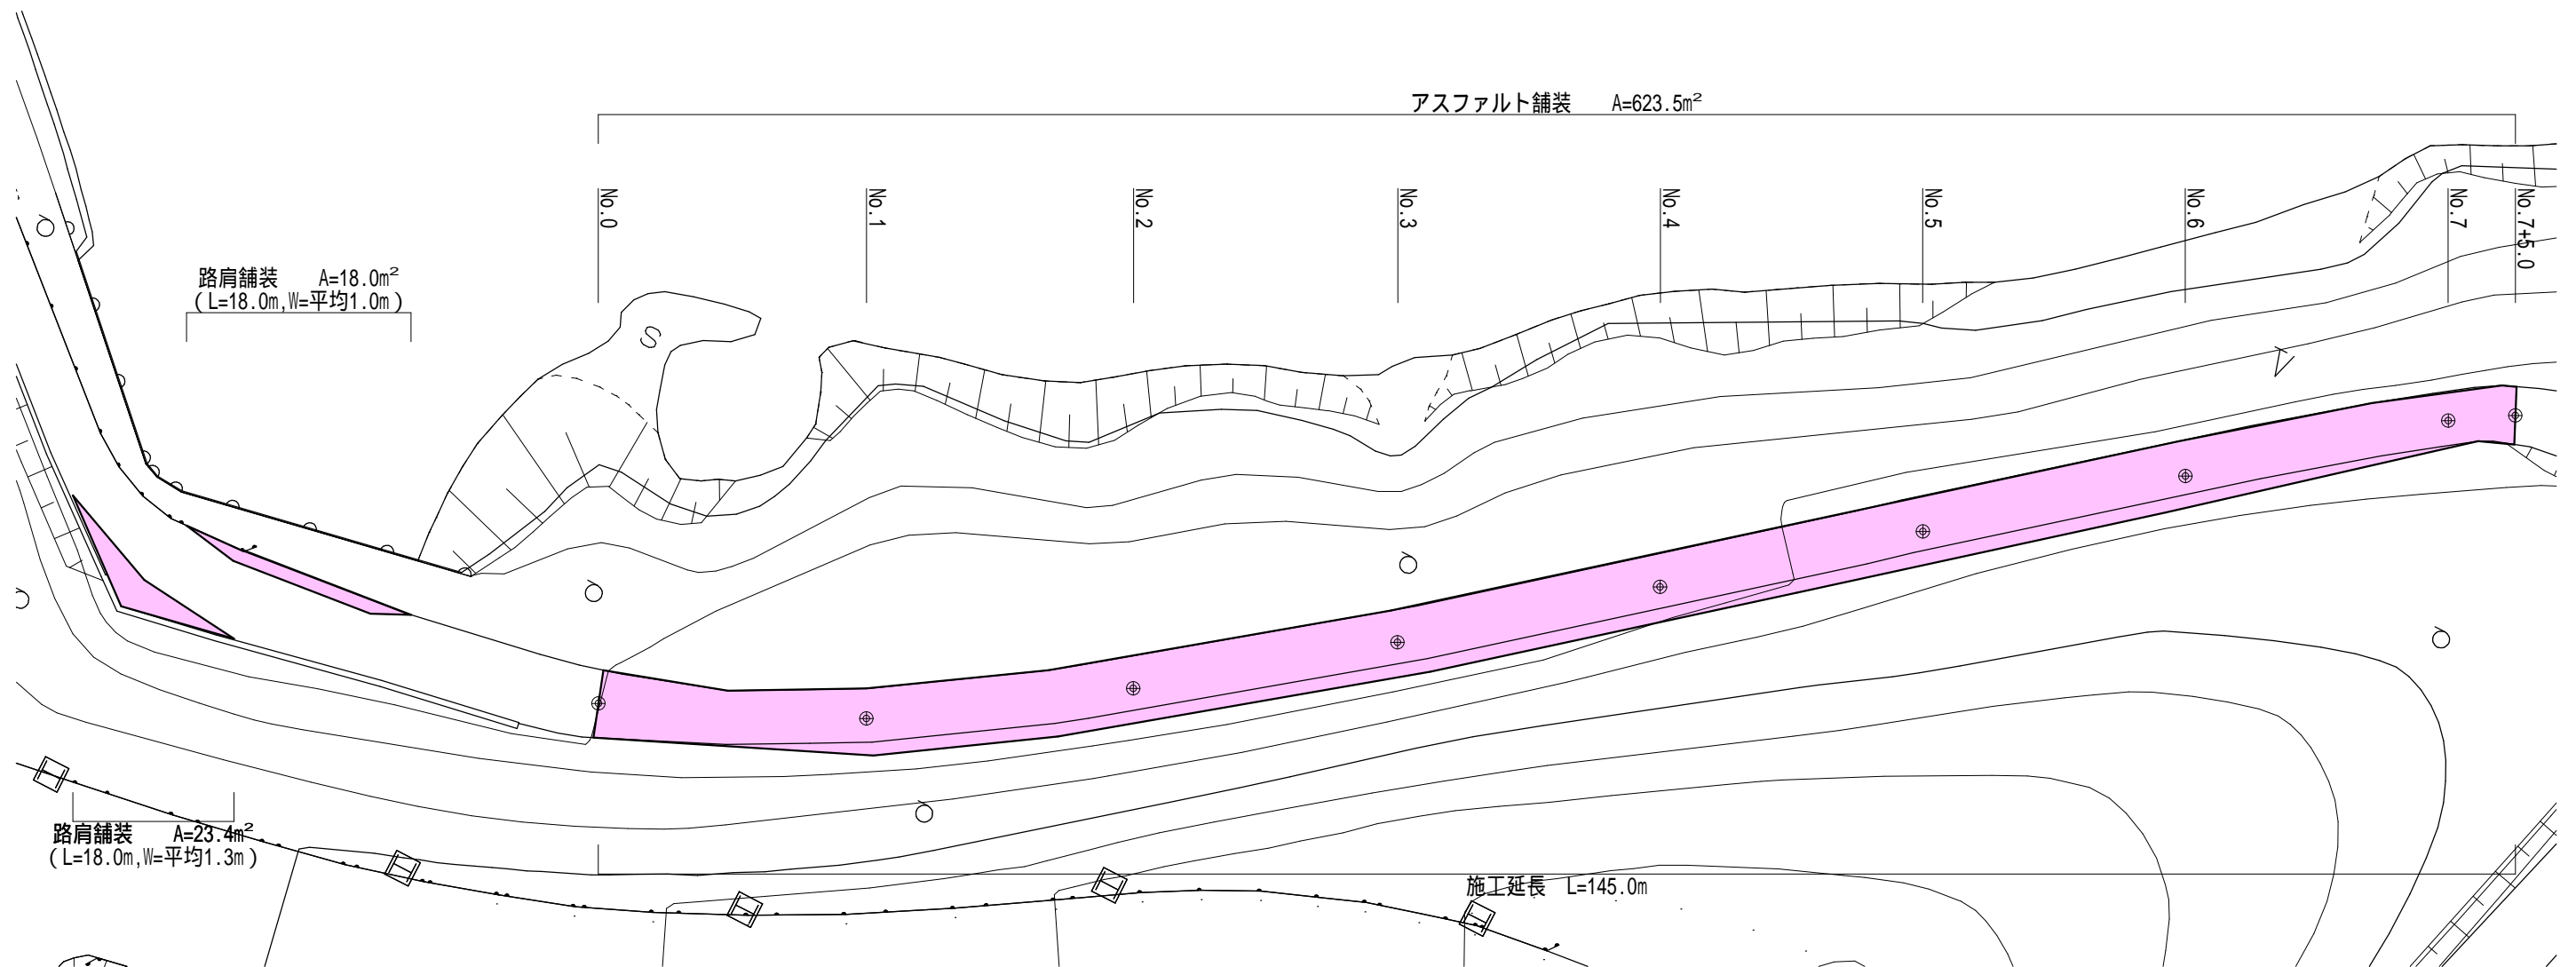 アスファルト舗装　A=623.5m²
No.0
No.1
No.2
No.3
No.4
No.5
No.6
No.7
No.7+5.0
路肩舗装　A=18.0m²
(L=18.0m,W=平均1.0m)
路肩舗装　A=23.4m²
(L=18.0m,W=平均1.3m)
施工延長　L=145.0m